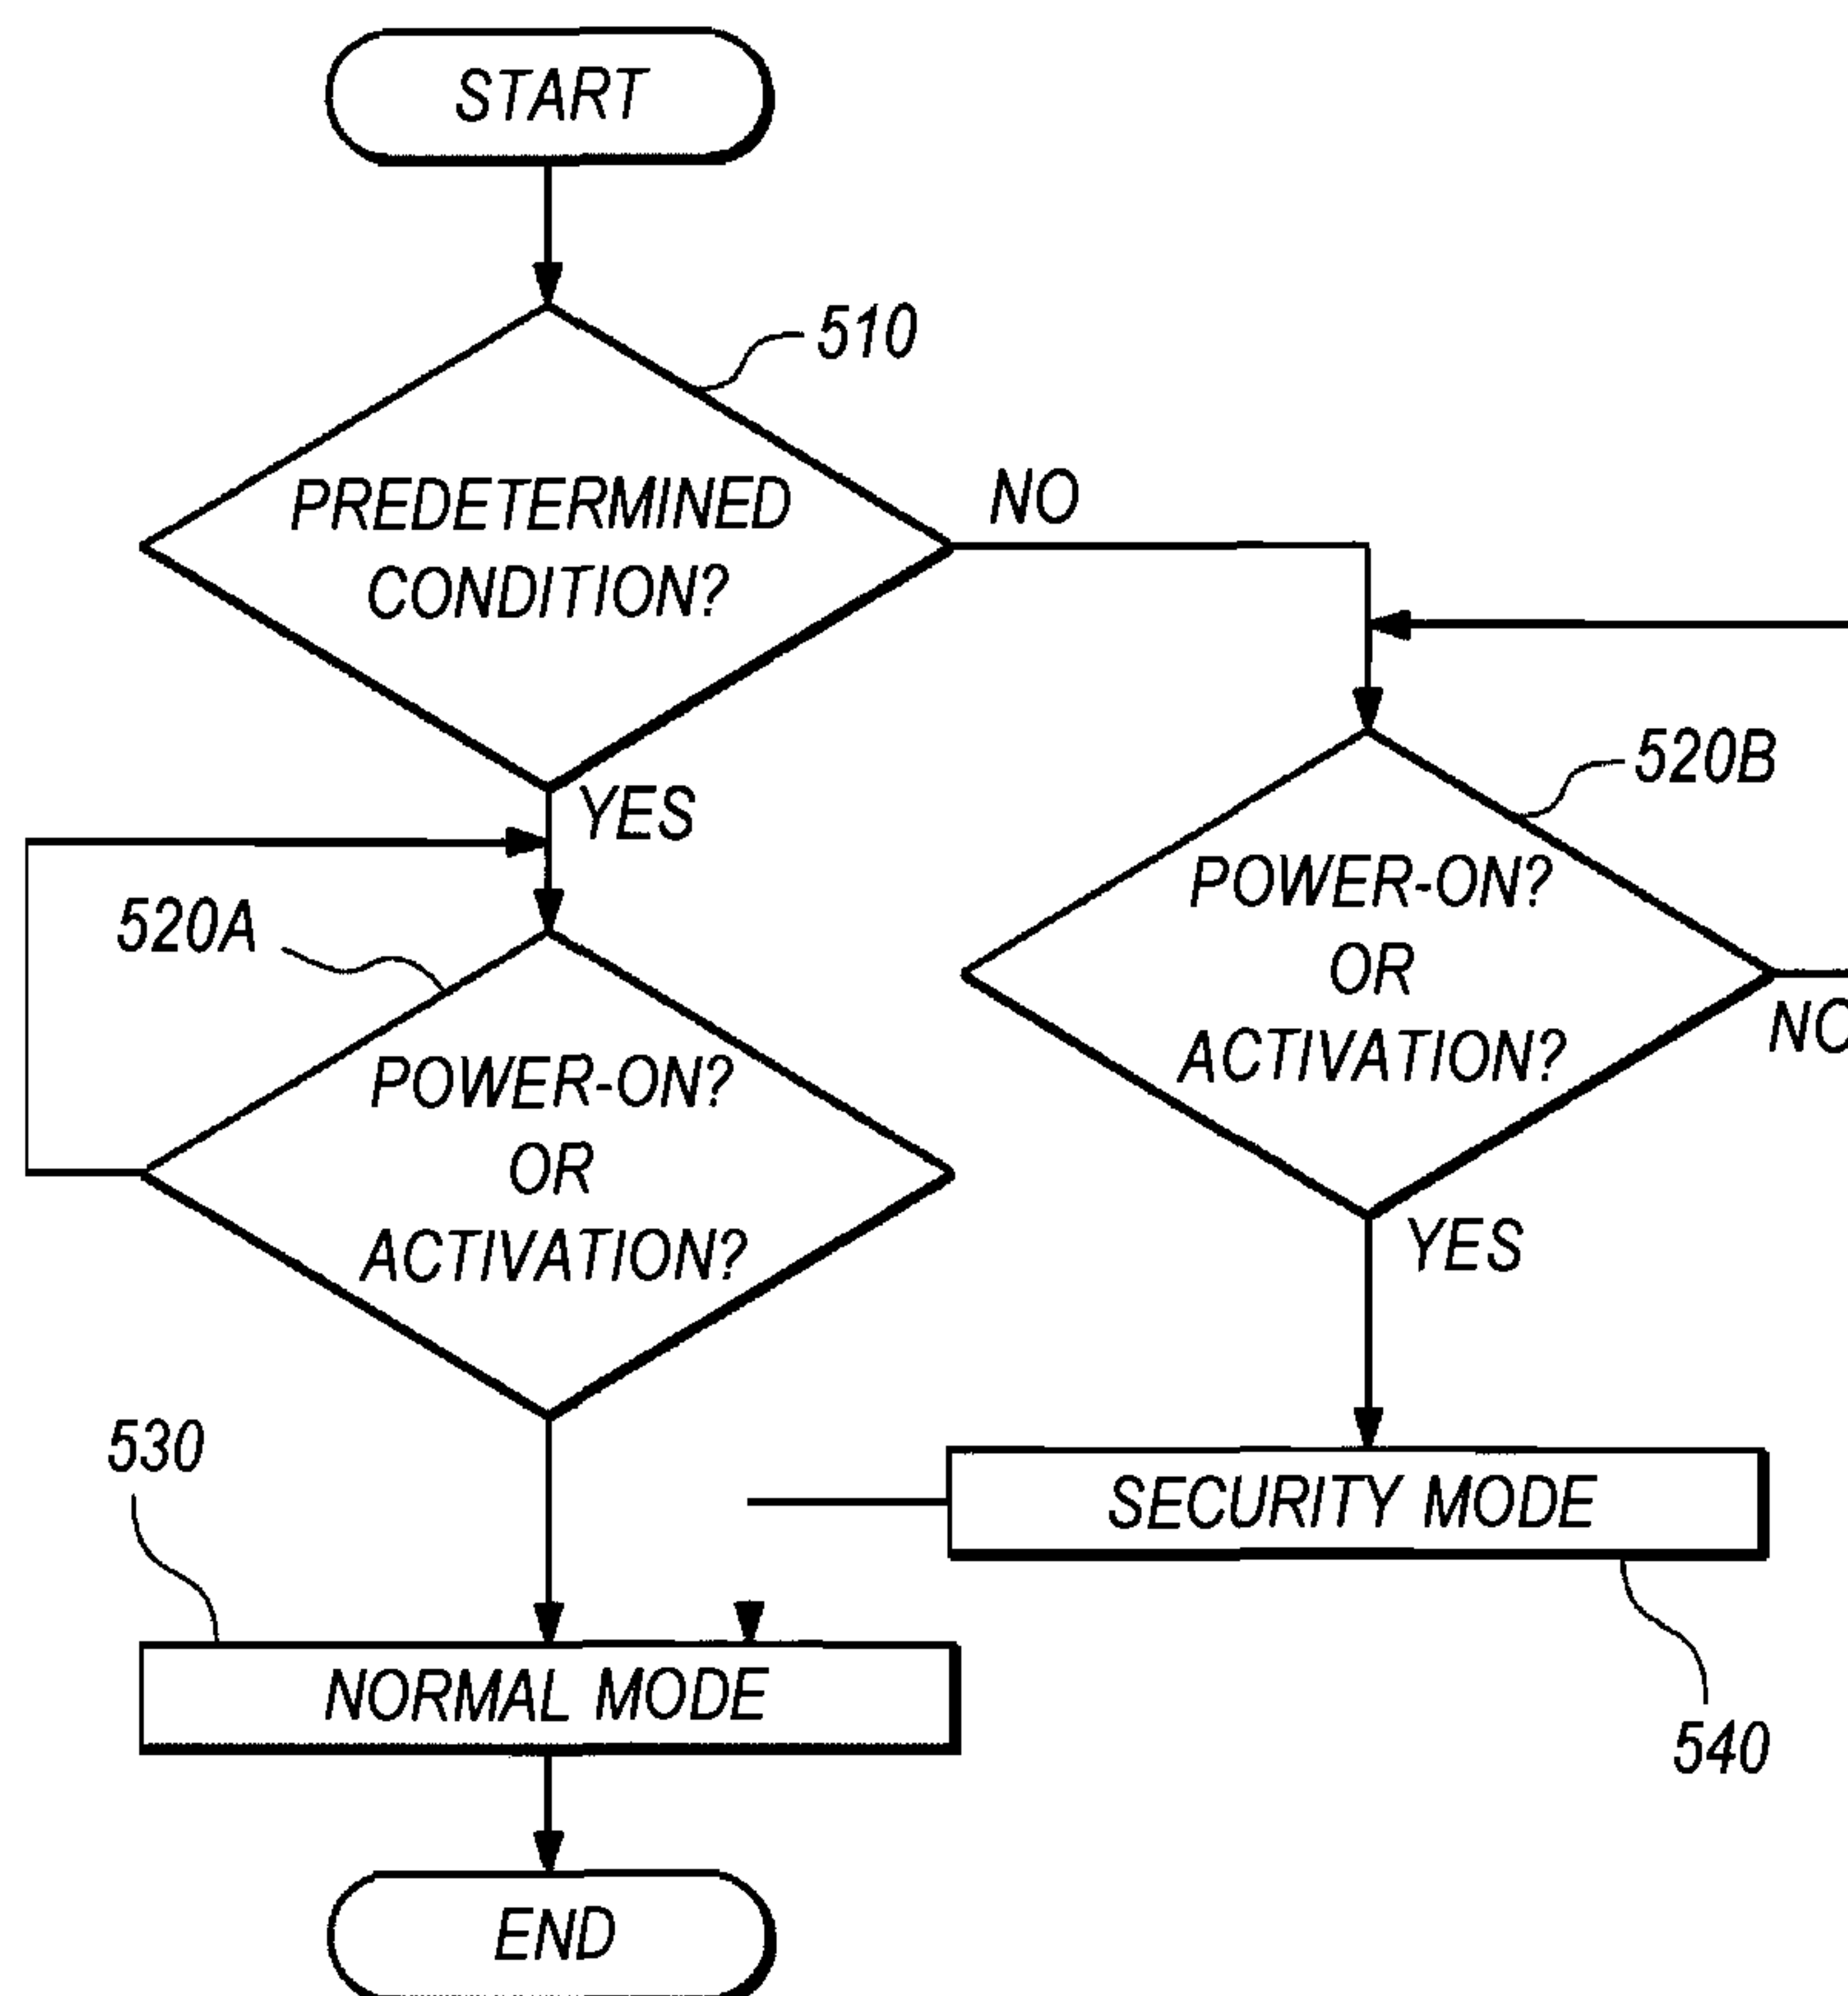 START
510
PREDETERMINED
CONDITION?
NO
YES
520B
POWER-ON?
OR
ACTIVATION?
NO
YES
520A
POWER-ON?
OR
ACTIVATION?
530
SECURITY MODE
NORMAL MODE
540
END